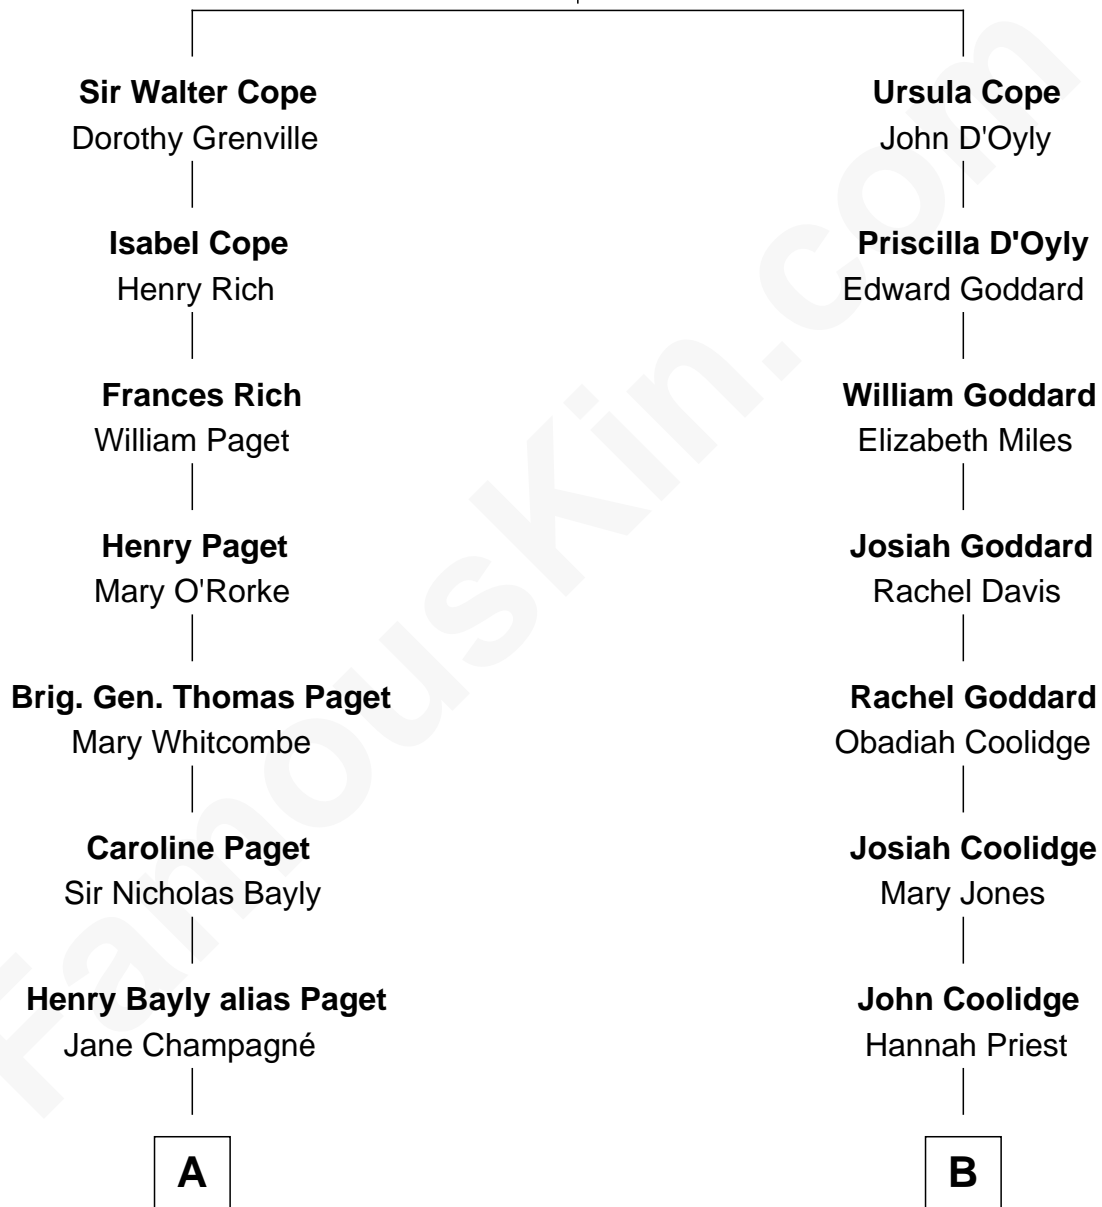 Sir Walter Cope
Dorothy Grenville
Isabel Cope
Henry Rich
Frances Rich
William Paget
Henry Paget
Mary O'Rorke
Brig. Gen. Thomas Paget
Mary Whitcombe
Caroline Paget
Sir Nicholas Bayly
Henry Bayly alias Paget
Jane Champagné
A
Ursula Cope
John D'Oyly
Priscilla D'Oyly
Edward Goddard
William Goddard
Elizabeth Miles
Josiah Goddard
Rachel Davis
Rachel Goddard
Obadiah Coolidge
Josiah Coolidge
Mary Jones
John Coolidge
Hannah Priest
B
FamousKin.com